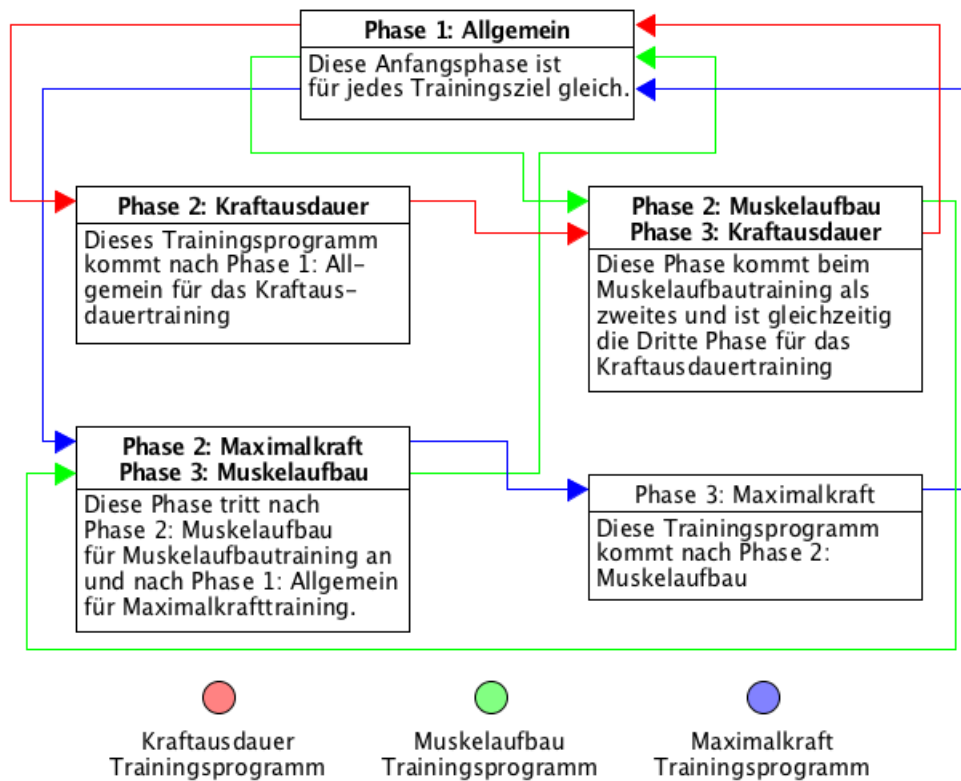 Phase 1: Allgemein
Diese Anfangsphase ist
für jedes Trainingsziel gleich.
Phase 2: Kraftausdauer
Dieses Trainingsprogramm
kommt nach Phase 1: All-
gemein für das Kraftaus-
dauertraining
Phase 2: Muskelaufbau
Phase 3: Kraftausdauer
Diese Phase kommt beim
Muskelaufbautraining als
zweites und ist gleichzeitig
die Dritte Phase für das
Kraftausdauertraining
Phase 2: Maximalkraft
Phase 3: Muskelaufbau
Diese Phase tritt nach
Phase 2: Muskelaufbau
für Muskelaufbautraining an
und nach Phase 1: Allgemein
für Maximalkrafttraining.
Phase 3: Maximalkraft
Diese Trainingsprogramm
kommt nach Phase 2:
Muskelaufbau
Kraftausdauer
Trainingsprogramm
Muskelaufbau
Trainingsprogramm
Maximalkraft
Trainingsprogramm